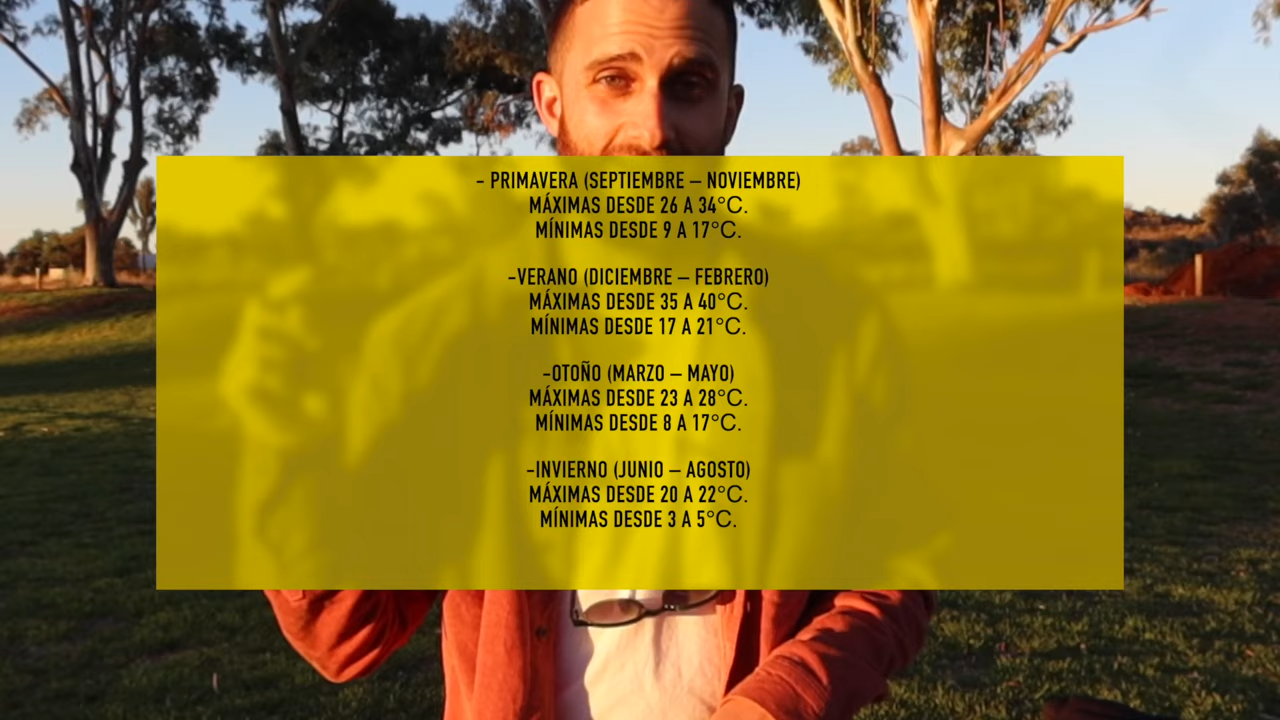 - PRIMAVERA (SEPTIEMBRE – NOVIEMBRE)
MÁXIMAS DESDE 26 A 34°C.
MÍNIMAS DESDE 9 A 17°C.
-VERANO (DICIEMBRE – FEBRERO)
MÁXIMAS DESDE 35 A 40°C.
MÍNIMAS DESDE 17 A 21°C.
-OTOÑO (MARZO – MAYO)
MÁXIMAS DESDE 23 A 28°C.
MÍNIMAS DESDE 8 A 17°C.
-INVIERNO (JUNIO – AGOSTO)
MÁXIMAS DESDE 20 A 22°C.
MÍNIMAS DESDE 3 A 5°C.